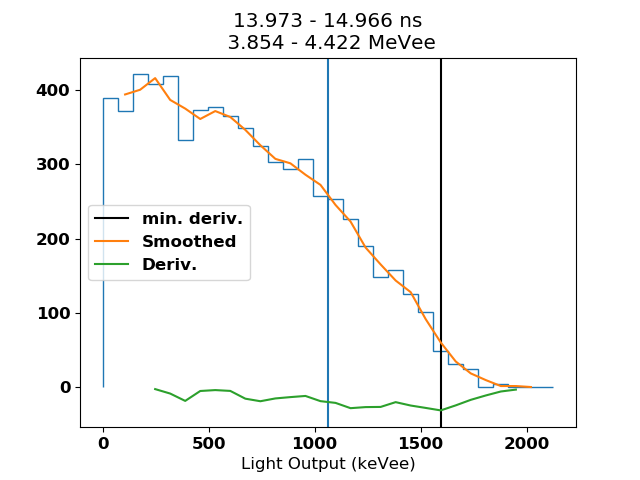 13.973 - 14.966 ns
3.854 - 4.422 MeVee
400
300
200
100
0
min. deriv.
Smoothed
Deriv.
0
500
1000
1500
2000
Light Output (keVee)